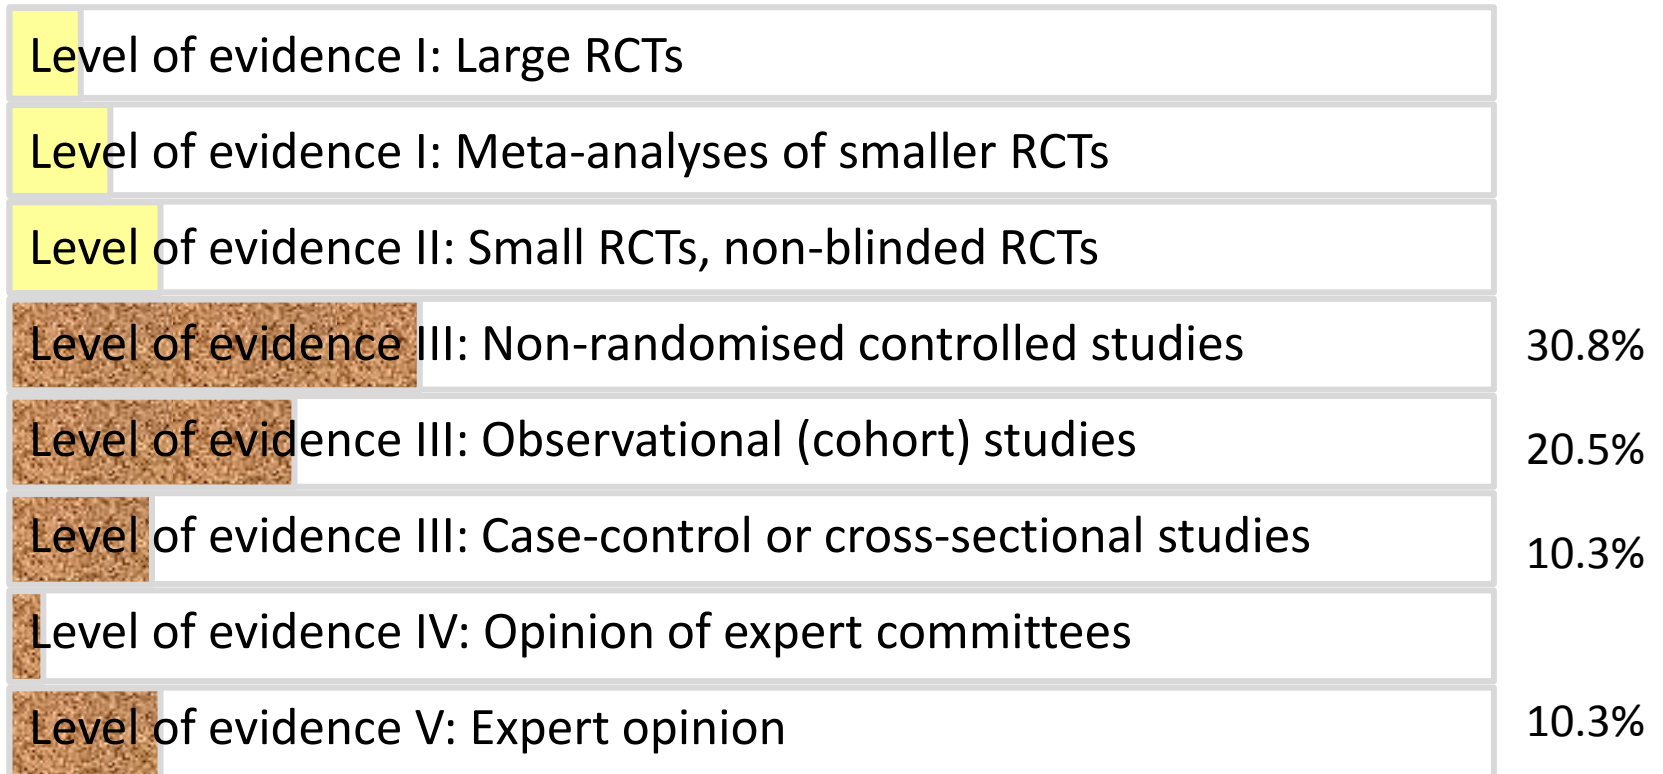 Level of evidence I: Large RCTs
Level of evidence I: Meta-analyses of smaller RCTs
Level of evidence II: Small RCTs, non-blinded RCTs
Level of evidence III: Non-randomised controlled studies 30.8%
Level of evidence III: Observational (cohort) studies 20.5%
Level of evidence III: Case-control or cross-sectional studies 10.3%
Level of evidence IV: Opinion of expert committees
Level of evidence V: Expert opinion 10.3%